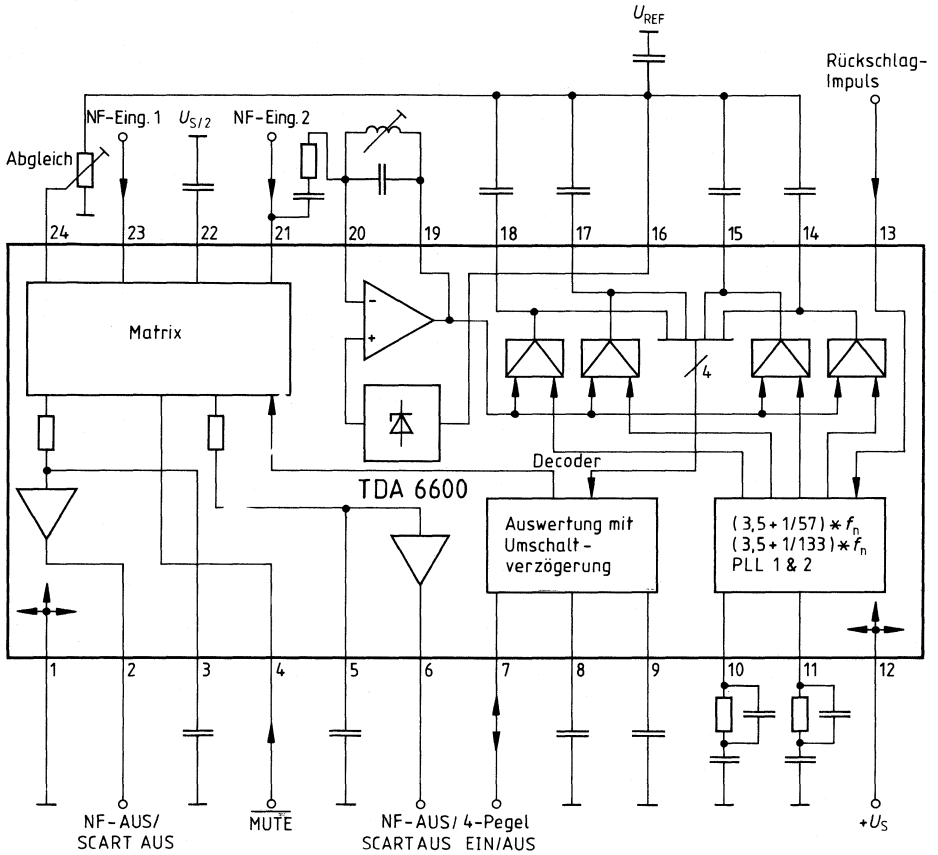 U_REF
Rückschlag-
Impuls
NF-Eing. 1
U_S/2
NF-Eing. 2
Abgleich
24 23 22 21 20 19 18 17 16 15 14 13
Matrix
-
+
4
Decoder
TDA 6600
Auswertung mit
Umschalt-
verzögerung
(3,5 + 1/57) * f_n
(3,5 + 1/133) * f_n
PLL 1 & 2
1 2 3 4 5 6 7 8 9 10 11 12
NF-AUS/
SCART AUS
MUTE
NF-AUS/
SCART AUS
4-Pegel
EIN/AUS
+U_S